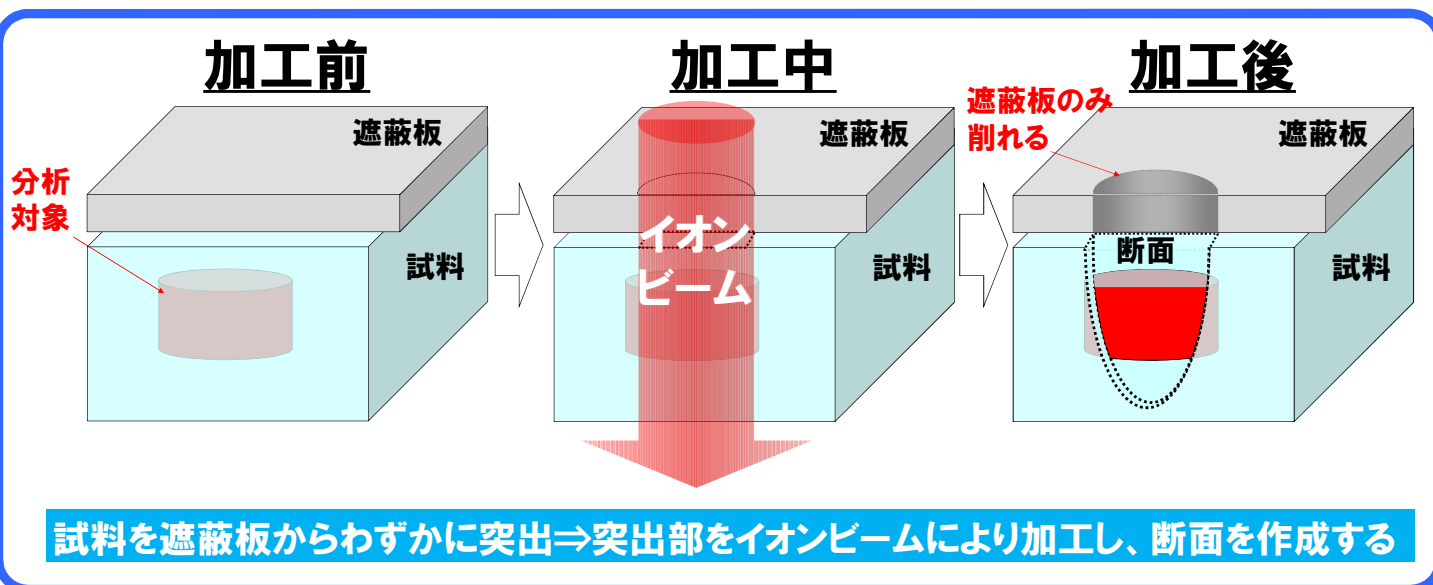 加工前
加工中
加工後
遮蔽板
分析
対象
試料
遮蔽板
イオン
ビーム
試料
遮蔽板のみ
削れる
遮蔽板
断面
試料
試料を遮蔽板からわずかに突出⇒突出部をイオンビームにより加工し、断面を作成する